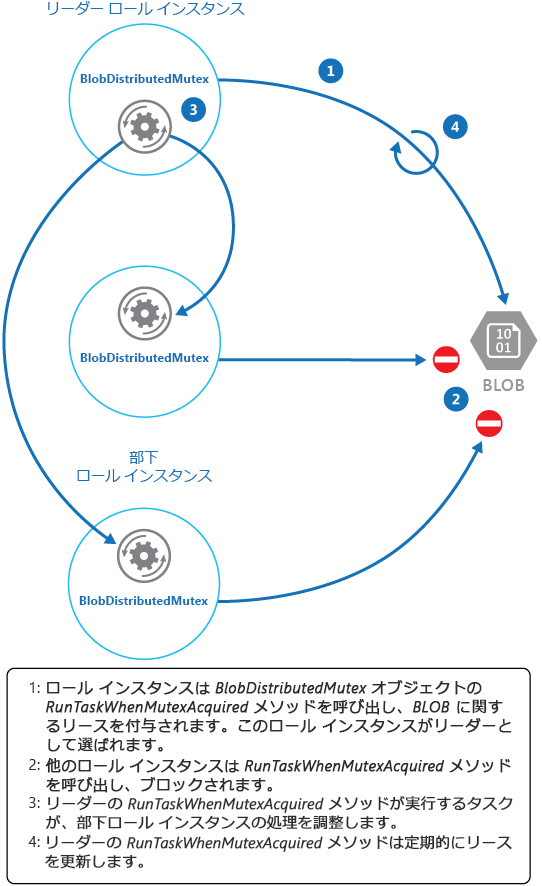 リーダー ロール インスタンス
BlobDistributedMutex
1
3
4
BlobDistributedMutex
10
01
BLOB
2
部下
ロール インスタンス
BlobDistributedMutex
1: ロール インスタンスは BlobDistributedMutex オブジェクトの
RunTaskWhenMutexAcquired メソッドを呼び出し、BLOB に関す
るリースを付与されます。このロール インスタンスがリーダーと
して選ばれます。
2: 他のロール インスタンスは RunTaskWhenMutexAcquired メソッド
を呼び出し、ブロックされます。
3: リーダーの RunTaskWhenMutexAcquired メソッドが実行するタスク
が、部下ロール インスタンスの処理を調整します。
4: リーダーの RunTaskWhenMutexAcquired メソッドは定期的にリース
を更新します。